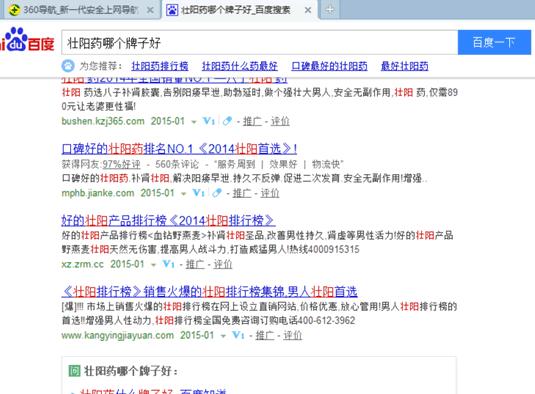 360导航_新一代安全上网导航
壮阳药哪个牌子好_百度搜索
du百度
壮阳药哪个牌子好
百度一下
为您推荐：
壮阳药排行榜
壮阳药什么药最好
口碑最好的壮阳药
最好壮阳药
壮阳 药选八子补肾胶囊,告别阳痿早泄,助勃延时,做个强壮大男人,安全无副作用,壮阳 药,仅需89
0元让老婆更性福!
bushen.kzj365.com 2015-01 V1 - 推广 - 评价
口碑好的壮阳药排名NO.1《2014壮阳首选》!
获得网友:97%好评 - 560条评论 - “服务周到 | 效果好 | 物流快”
口碑好的壮阳药,补肾壮阳,解决阳痿早泄,持久不反弹,促进二次发育,安全无副作用!增强..
mphb.jianke.com 2015-01 V1 - 推广 - 评价
好的壮阳产品排行榜《2014壮阳排行榜》
好的壮阳产品排行榜<血钻野燕麦>补肾壮阳圣品,改善男性持久,肾虚等男性活力!好的壮阳产品
野燕麦壮阳天然无伤害,提高男人战斗力,打造威猛男人!热线4000915315
xz.zrm.cc 2015-01 V1 - 推广 - 评价
《壮阳排行榜》销售火爆的壮阳排行榜集锦,男人壮阳首选
[爆]!!! 市场上销售火爆的壮阳排行榜在网上设立直销网站,价格优惠,放心管用!男人壮阳排行榜的
首选!!增强男人性动力,壮阳排行榜全国免费咨询订购电话400-612-3962
www.kangyingjiayuan.com 2015-01 V1 - 推广 - 评价
问 壮阳药哪个牌子好：